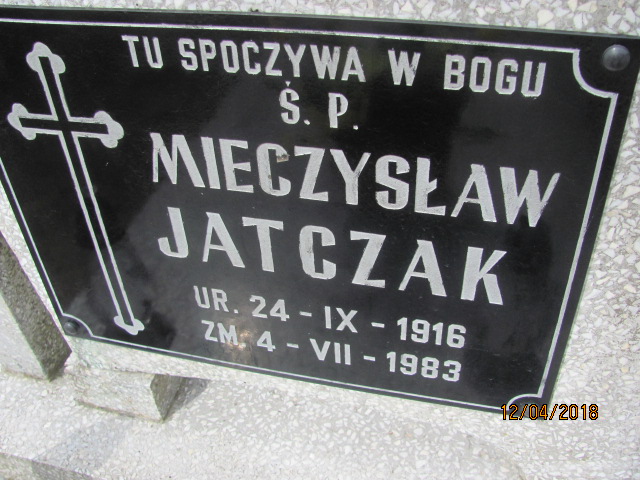 TU SPOCZYWA W BOGU
Ś. P.
MIECZYSŁAW
JATCZAK
UR. 24 - IX - 1916
ZM. 4 - VII - 1983
12/04/2018